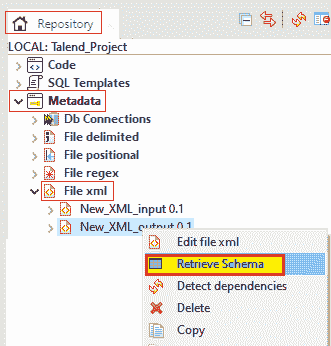 Repository
LOCAL: Talend_Project
Code
SQL Templates
Metadata
Db Connections
File delimited
File positional
File regex
File xml
New_XML_input 0.1
New_XML_output 0.1
Edit file xml
Retrieve Schema
Detect dependencies
Delete
Copy